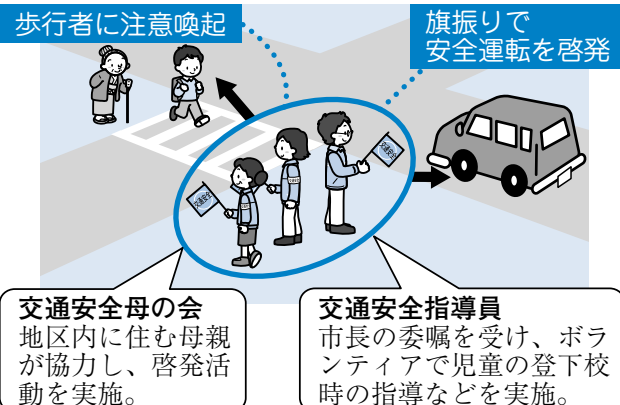 歩行者に注意喚起
旗振りで
安全運転を啓発
交通安全
交通安全
交通安全母の会
地区内に住む母親
が協力し、啓発活
動を実施。
交通安全指導員
市長の委嘱を受け、ボラ
ンティアで児童の登下校
時の指導などを実施。